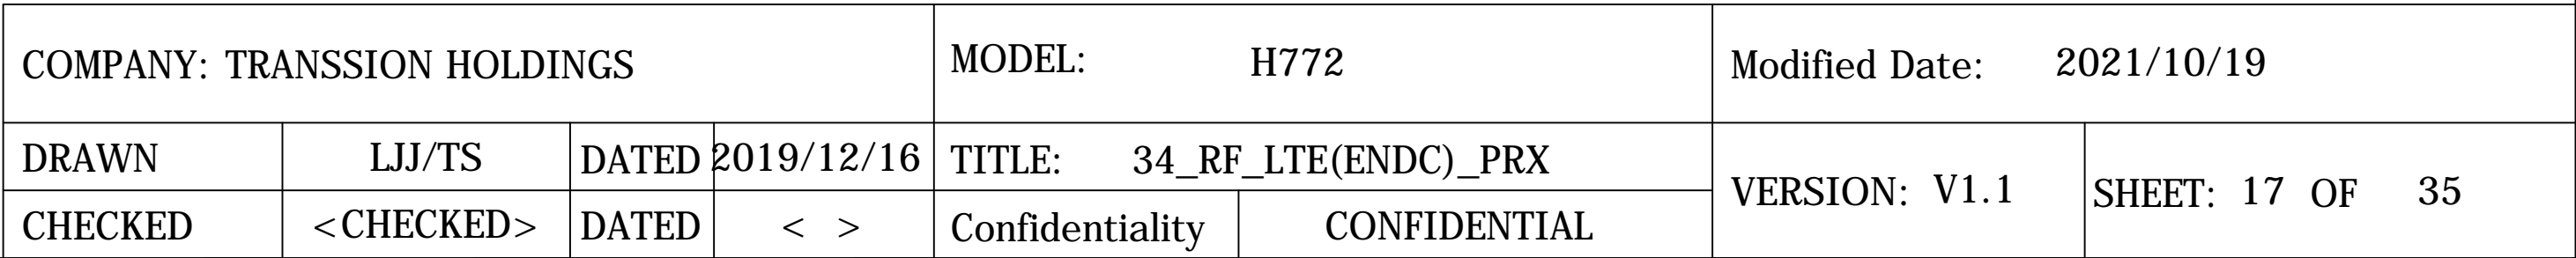 COMPANY: TRANSSION HOLDINGS MODEL: H772 Modified Date: 2021/10/19
DRAWN LJJ/TS DATED 2019/12/16 TITLE: 34_RF_LTE(ENDC)_PRX
VERSION: V1.1 SHEET: 17 OF 35
CHECKED <CHECKED> DATED < > Confidentiality CONFIDENTIAL